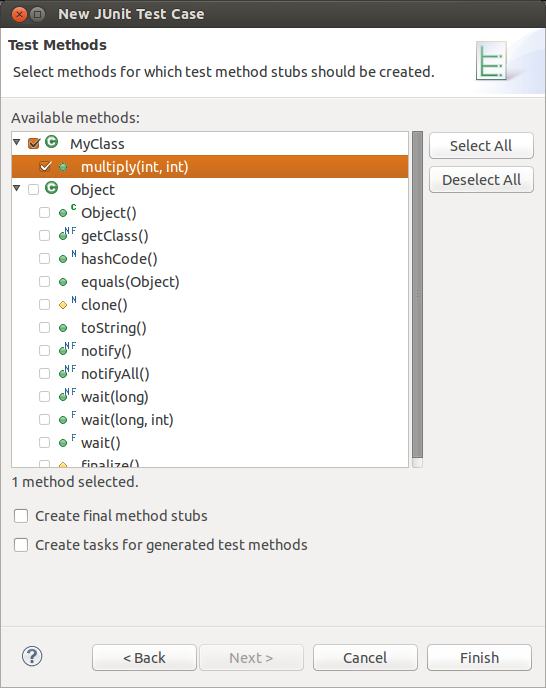 New JUnit Test Case
Test Methods
Select methods for which test method stubs should be created.
Available methods:
MyClass
multiply(int, int)
Object
Object()
getClass()
hashCode()
equals(Object)
clone()
toString()
notify()
notifyAll()
wait(long)
wait(long, int)
wait()
finalize()
Select All
Deselect All
1 method selected.
Create final method stubs
Create tasks for generated test methods
< Back
Next >
Cancel
Finish